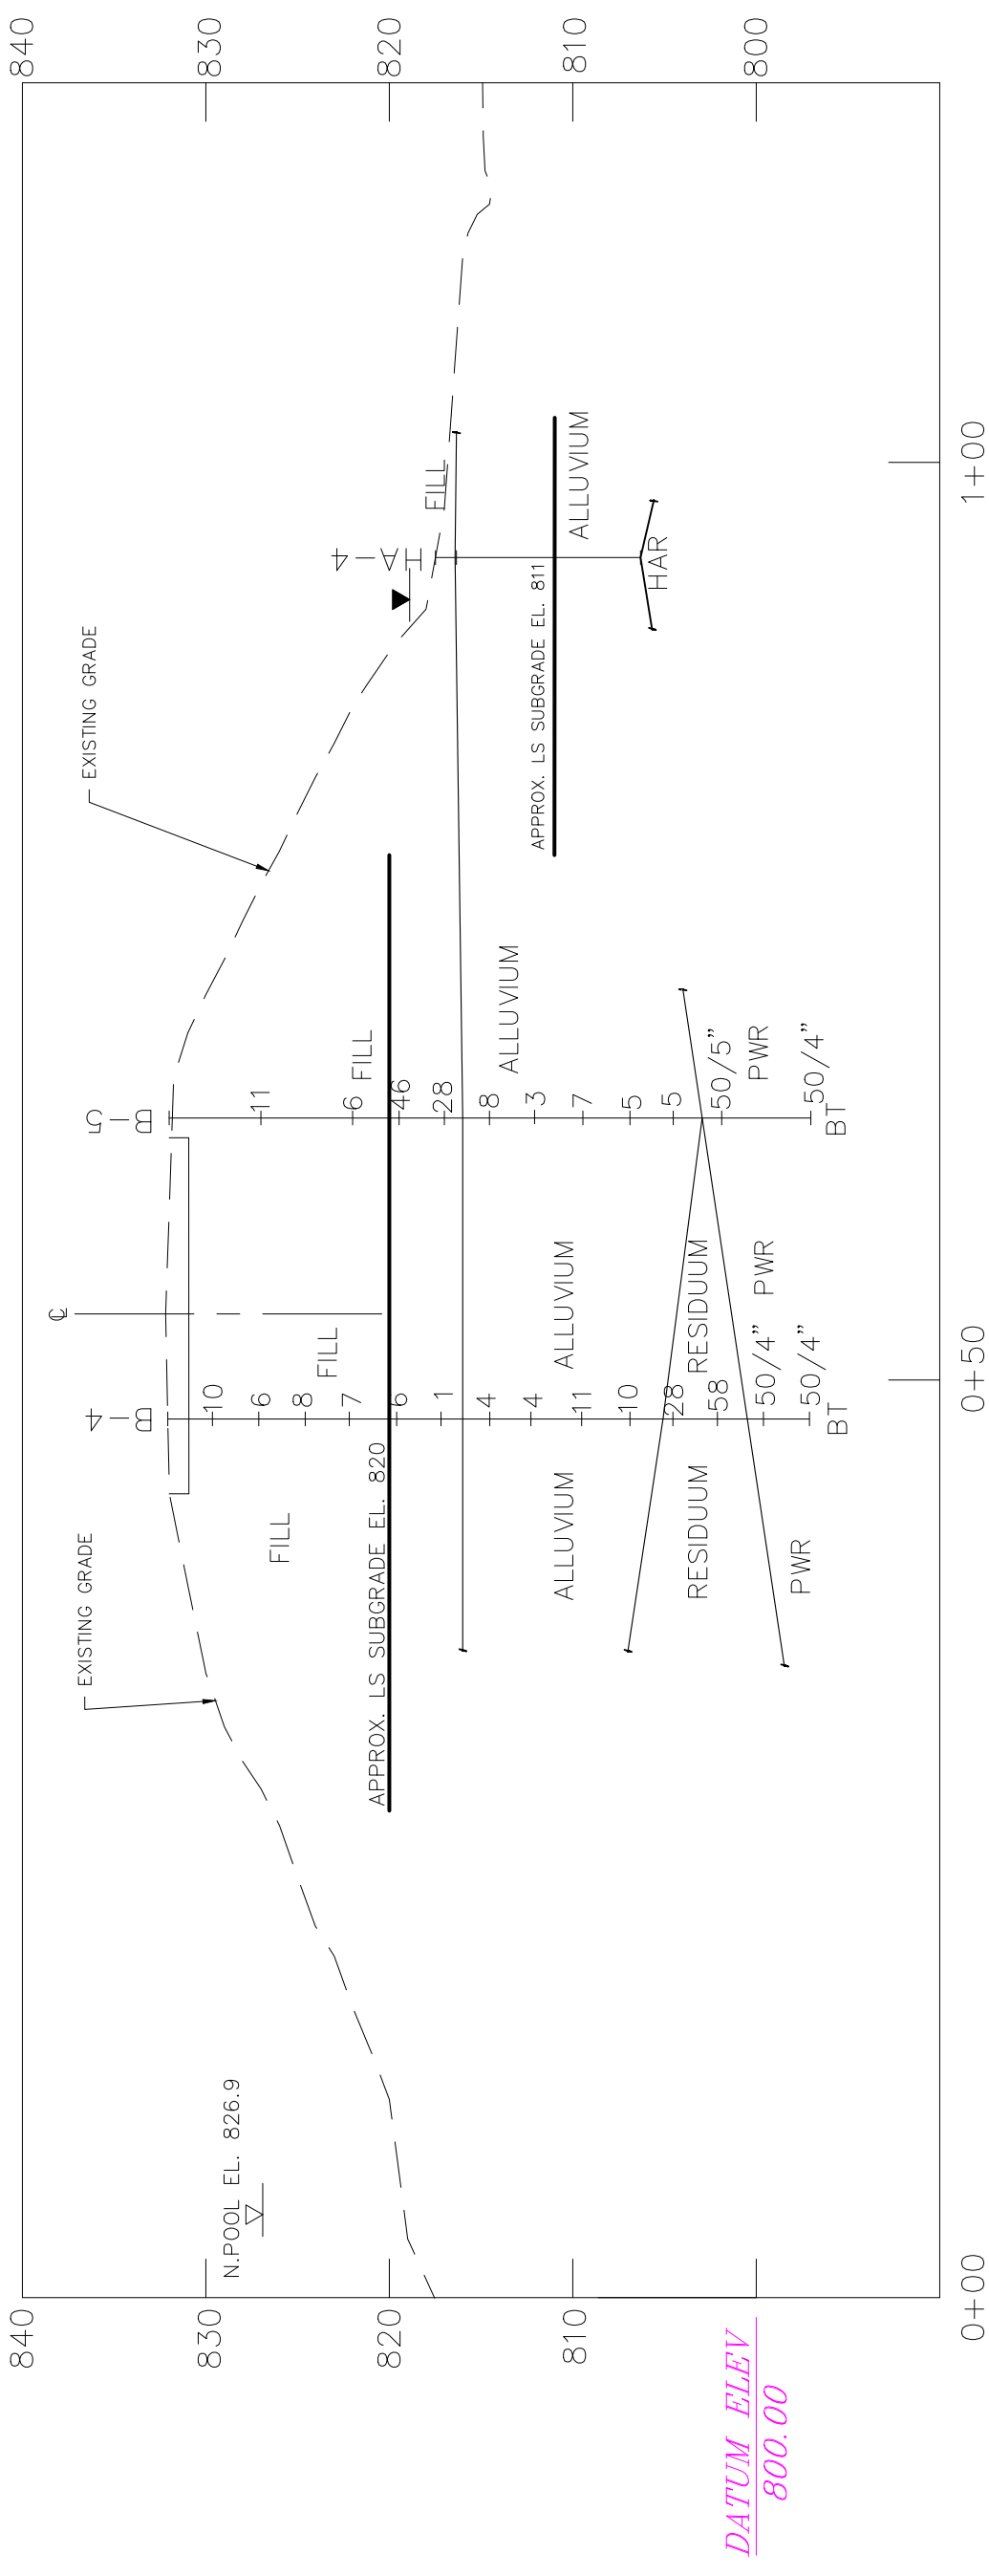 840
830
820
810
DATUM ELEV
800.00
840
830
820
810
800
0+00
0+50
1+00
N.POOL EL. 826.9
EXISTING GRADE
EXISTING GRADE
℄
B-4
10
6
8
7
6
1
4
4
11
10
28
58
50/4"
50/4"
BT
B-5
11
6
46
28
8
3
7
5
5
50/5"
50/4"
BT
HA-4
HAR
FILL
FILL
FILL
FILL
APPROX. LS SUBGRADE EL. 820
APPROX. LS SUBGRADE EL. 811
ALLUVIUM
ALLUVIUM
ALLUVIUM
ALLUVIUM
RESIDUUM
RESIDUUM
PWR
PWR
PWR